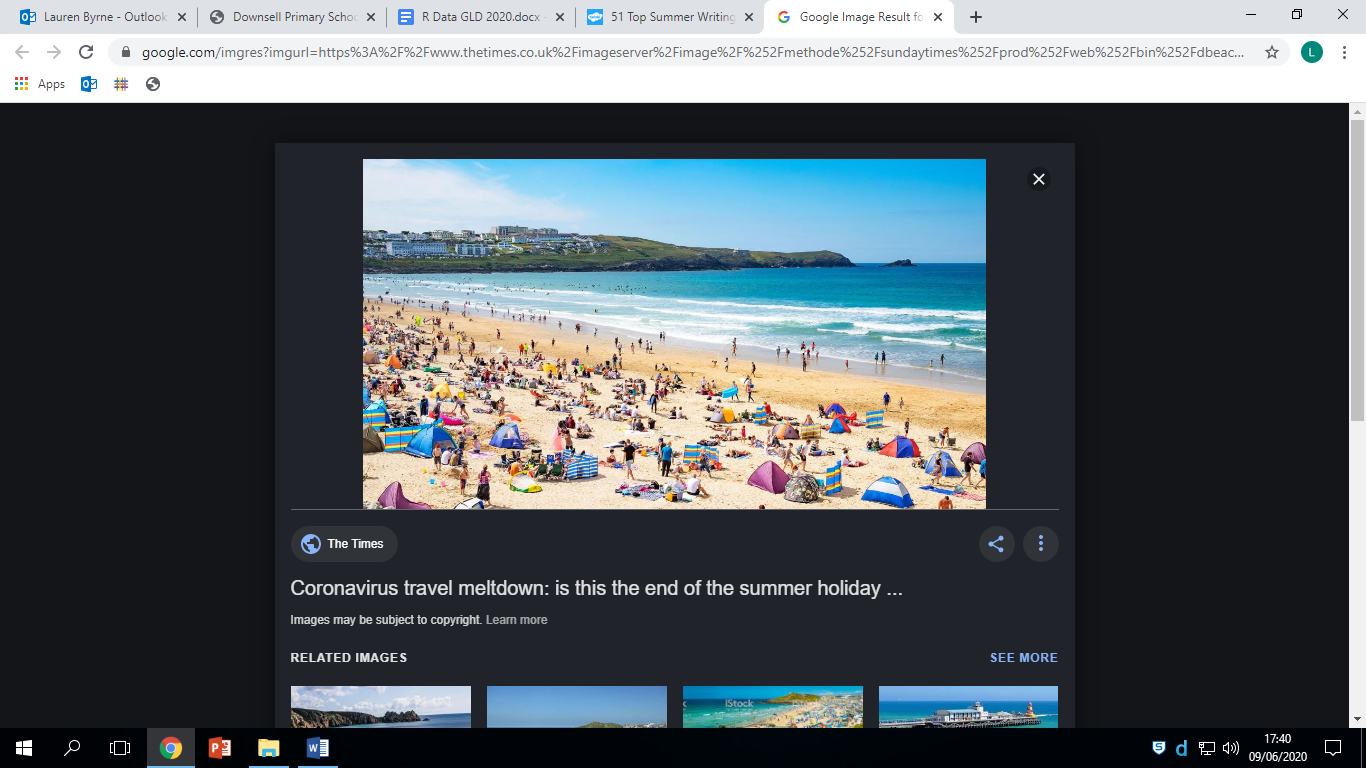 Lauren Byrne - Outlook
Downsell Primary Schoo
R Data GLD 2020.docx -
51 Top Summer Writing
Google Image Result fo
google.com/imgres?imgurl=https%3A%2F%2Fwww.thetimes.co.uk%2Fimageserver%2Fimage%2F%252Fmethode%252Fsundaytimes%252Fprod%252Fweb%252Fbin%252Fdbeac...
L
Apps
The Times
Coronavirus travel meltdown: is this the end of the summer holiday ...
Images may be subject to copyright. Learn more
RELATED IMAGES
SEE MORE
iStock
17:40
09/06/2020